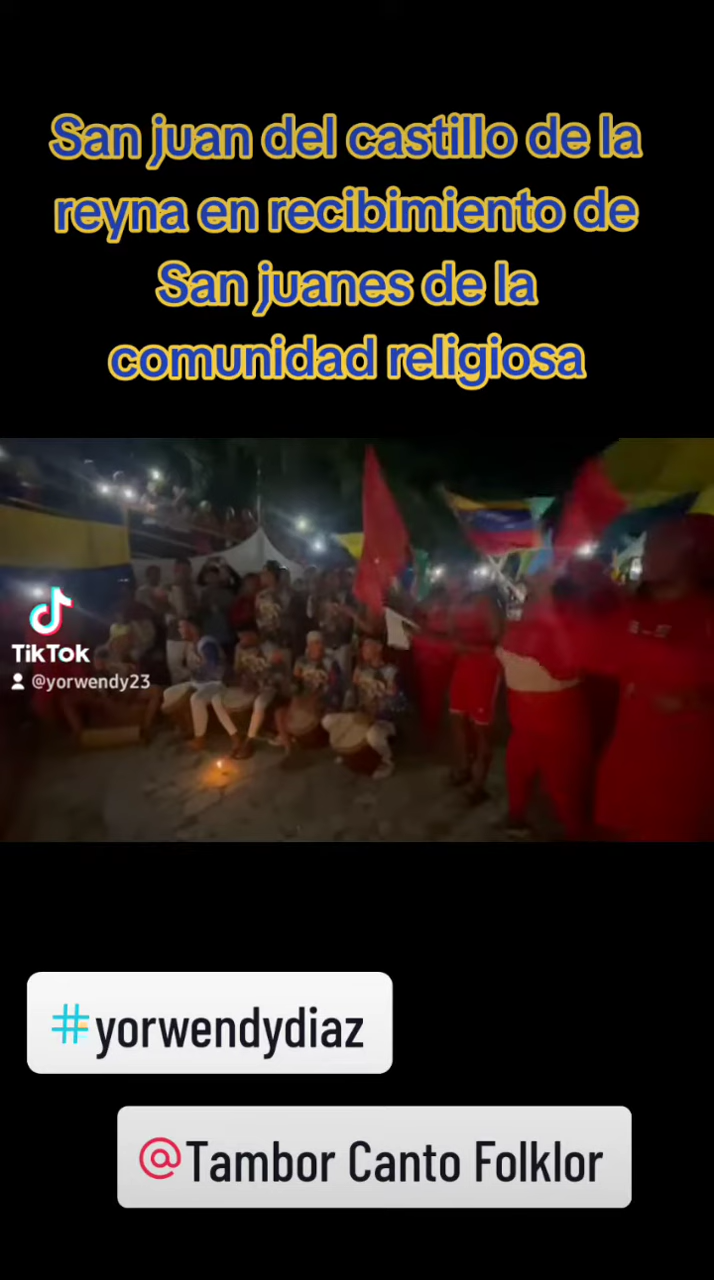 San juan del castillo de la
reyna en recibimiento de
San juanes de la
comunidad religiosa
TikTok
@yorwendy23
#yorwendydiaz
@Tambor Canto Folklor